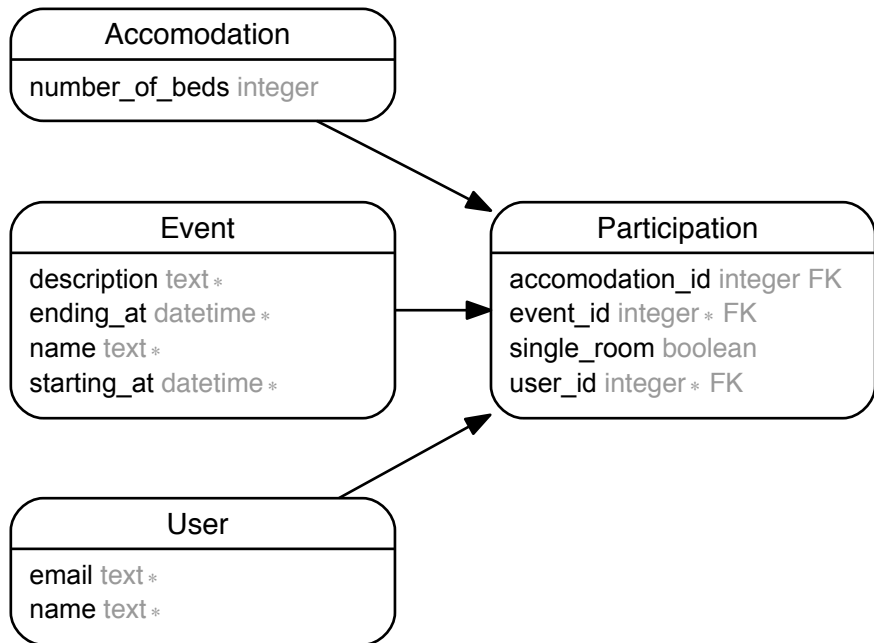 Accomodation
number_of_beds integer
Event
description text *
ending_at datetime *
name text *
starting_at datetime *
Participation
accomodation_id integer FK
event_id integer * FK
single_room boolean
user_id integer * FK
User
email text *
name text *